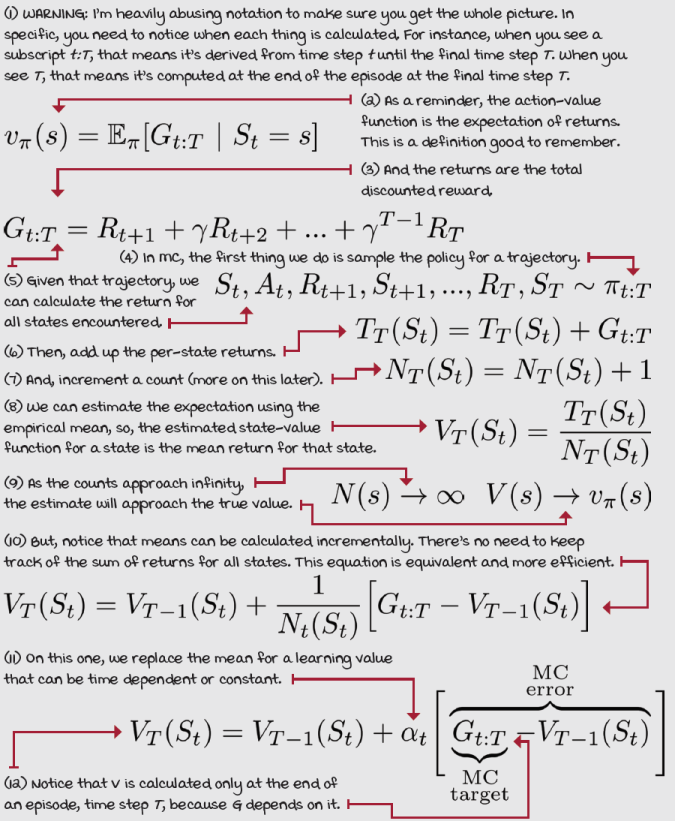 (1) WARNING: I'm heavily abusing notation to make sure you get the whole picture. In
specific, you need to notice when each thing is calculated. For instance, when you see a
subscript t:T, that means it's derived from time step t until the final time step T. When you
see T, that means it's computed at the end of the episode at the final time step T.
(2) As a reminder, the action-value
function is the expectation of returns.
This is a definition good to remember.
v_π(s) = 𝔼_π[G_{t:T} | S_t = s]
(3) And the returns are the total
discounted reward.
G_{t:T} = R_{t+1} + γR_{t+2} + ... + γ^{T−1}R_T
(4) In MC, the first thing we do is sample the policy for a trajectory.
S_t, A_t, R_{t+1}, S_{t+1}, ..., R_T, S_T ∼ π_{t:T}
(5) Given that trajectory, we
can calculate the return for
all states encountered.
T_T(S_t) = T_T(S_t) + G_{t:T}
(6) Then, add up the per-state returns.
(7) And, increment a count (more on this later).
N_T(S_t) = N_T(S_t) + 1
(8) We can estimate the expectation using the
empirical mean, so, the estimated state-value
function for a state is the mean return for that state.
V_T(S_t) = T_T(S_t) / N_T(S_t)
(9) As the counts approach infinity,
the estimate will approach the true value.
N(s) → ∞ V(s) → v_π(s)
(10) But, notice that means can be calculated incrementally. There's no need to keep
track of the sum of returns for all states. This equation is equivalent and more efficient.
V_T(S_t) = V_{T−1}(S_t) + 1 / N_t(S_t) [G_{t:T} − V_{T−1}(S_t)]
(11) On this one, we replace the mean for a learning value
that can be time dependent or constant.
MC
error
V_T(S_t) = V_{T−1}(S_t) + α_t [G_{t:T} − V_{T−1}(S_t)]
MC
target
(12) Notice that V is calculated only at the end of
an episode, time step T, because G depends on it.